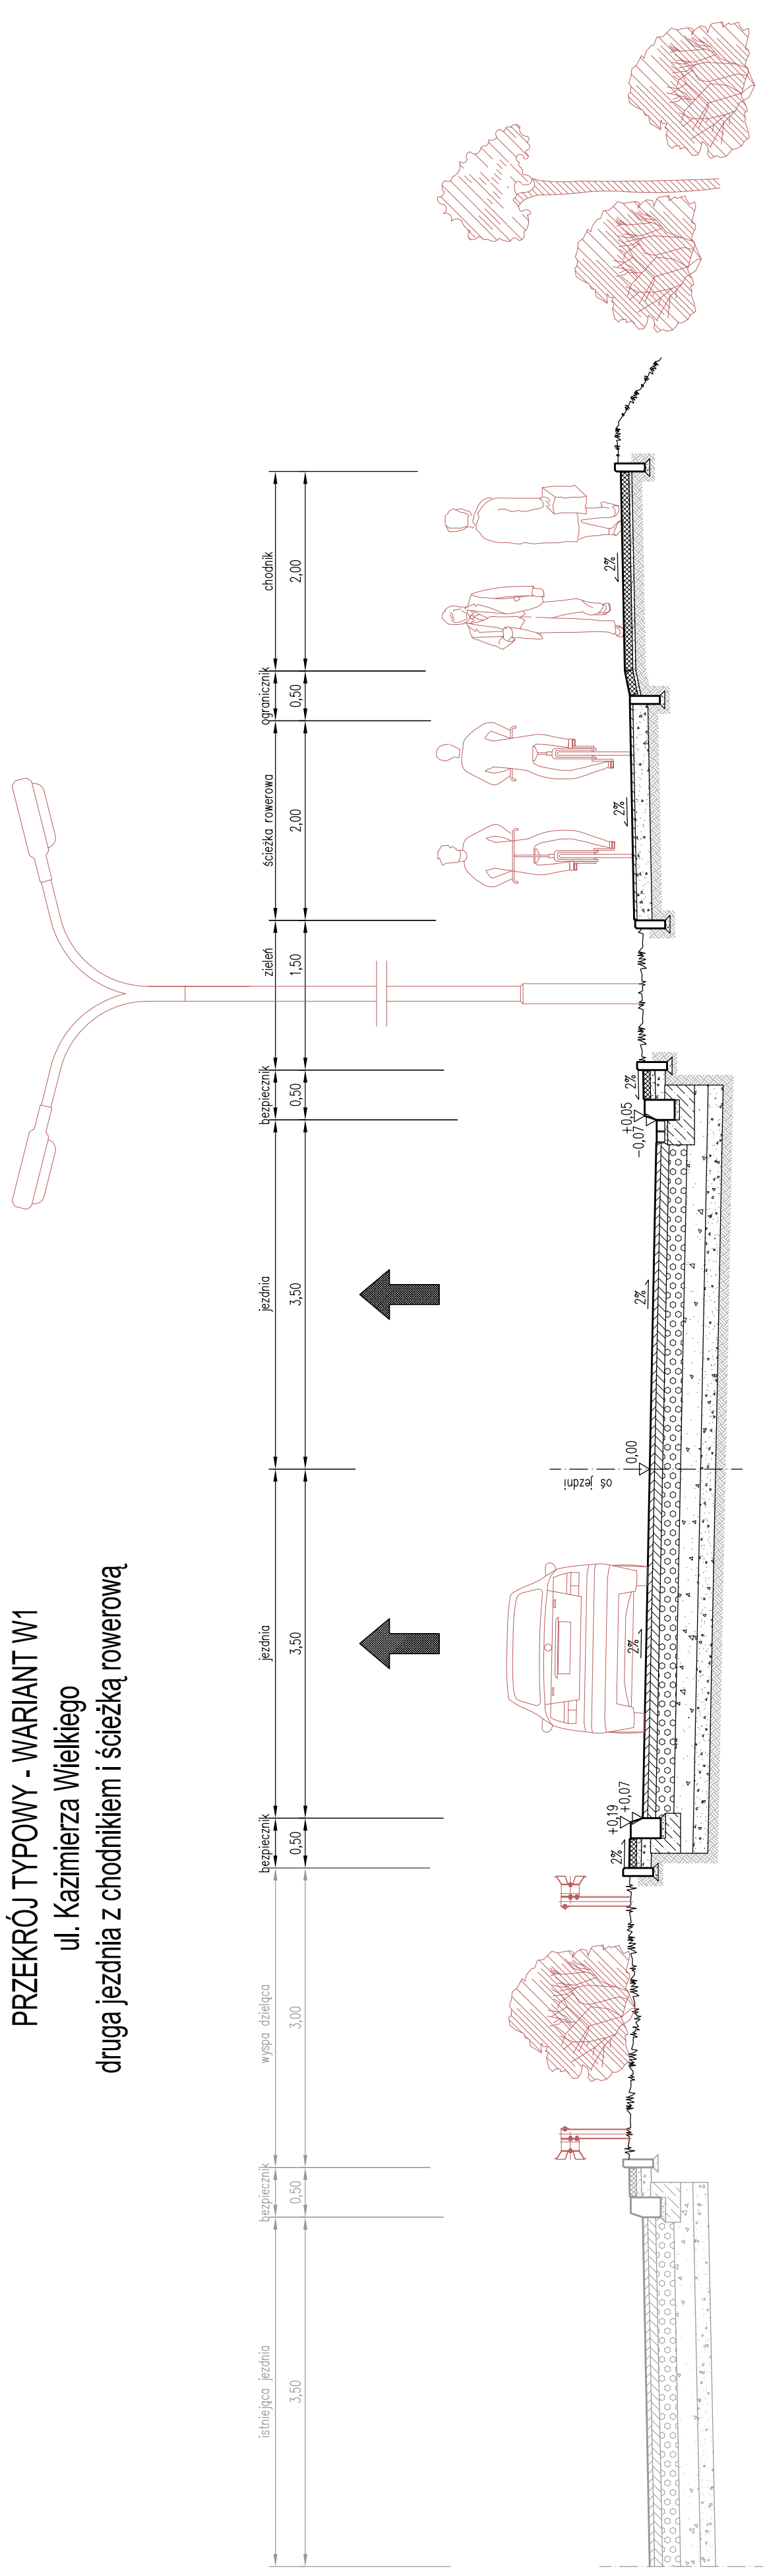 PRZEKRÓJ TYPOWY - WARIANT W1
ul. Kazimierza Wielkiego
druga jezdnia z chodnikiem i ścieżką rowerową
istniejąca jezdnia
bezpiecznik
wyspa dzieląca
bezpiecznik
jezdnia
jezdnia
bezpiecznik
zieleń
ścieżka rowerowa
ogranicznik
chodnik
3,50
0,50
3,00
0,50
3,50
3,50
0,50
1,50
2,00
0,50
2,00
oś jezdni
2%
+0,19
+0,07
2%
0,00
2%
-0,07
+0,05
2%
2%
2%